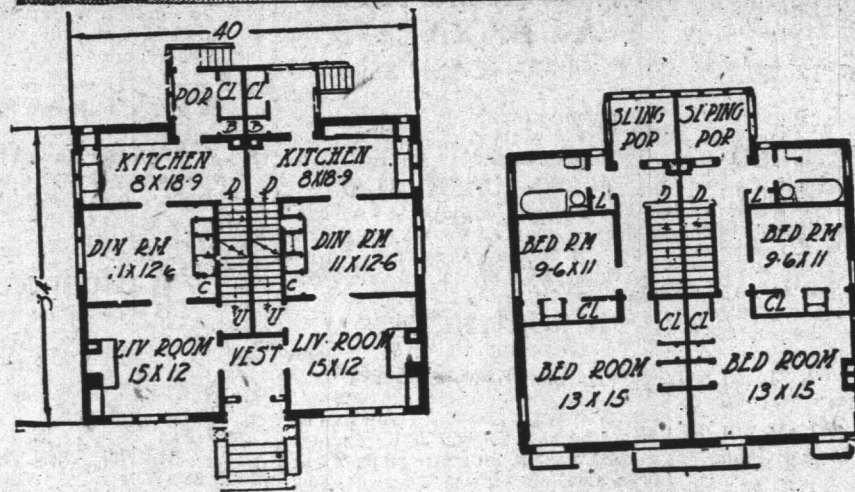 40
POR
CL CL
B B
KITCHEN
8 X 18-9
KITCHEN
8X18-9
D D
DIN RM
11X12-6
DIN RM
11 X 12-6
C C
U U
34
LIV ROOM
15X12
VEST
LIV ROOM
15X12
SL'ING
POR
SL'PING
POR
L
D D
L
BED RM
9-6X11
BED RM
9-6X11
CL
CL CL
CL
BED ROOM
13 X 15
BED ROOM
13 X 15